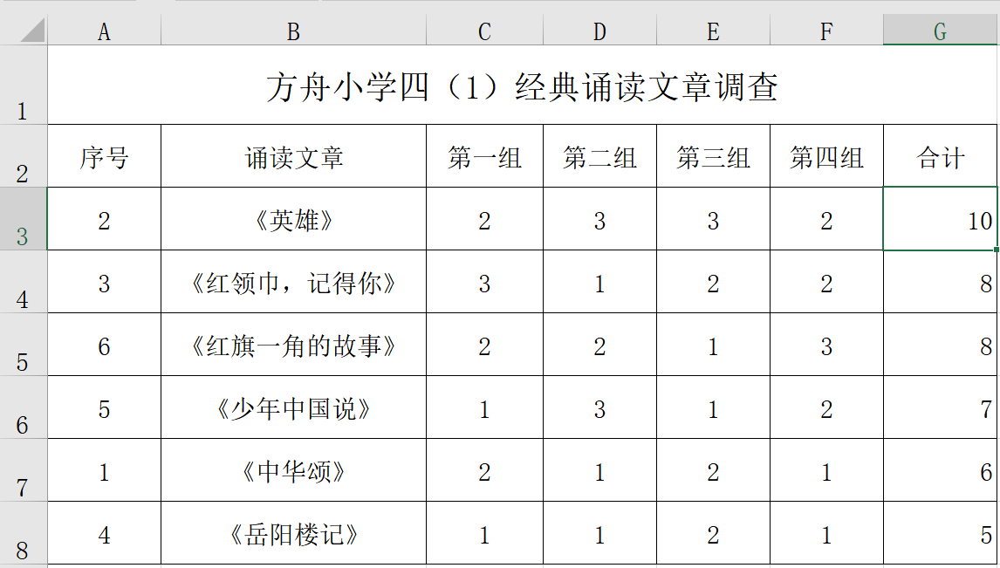 A B C D E F G
1 方舟小学四（1）经典诵读文章调查
2 序号 诵读文章 第一组 第二组 第三组 第四组 合计
3 2 《英雄》 2 3 3 2 10
4 3 《红领巾，记得你》 3 1 2 2 8
5 6 《红旗一角的故事》 2 2 1 3 8
6 5 《少年中国说》 1 3 1 2 7
7 1 《中华颂》 2 1 2 1 6
8 4 《岳阳楼记》 1 1 2 1 5